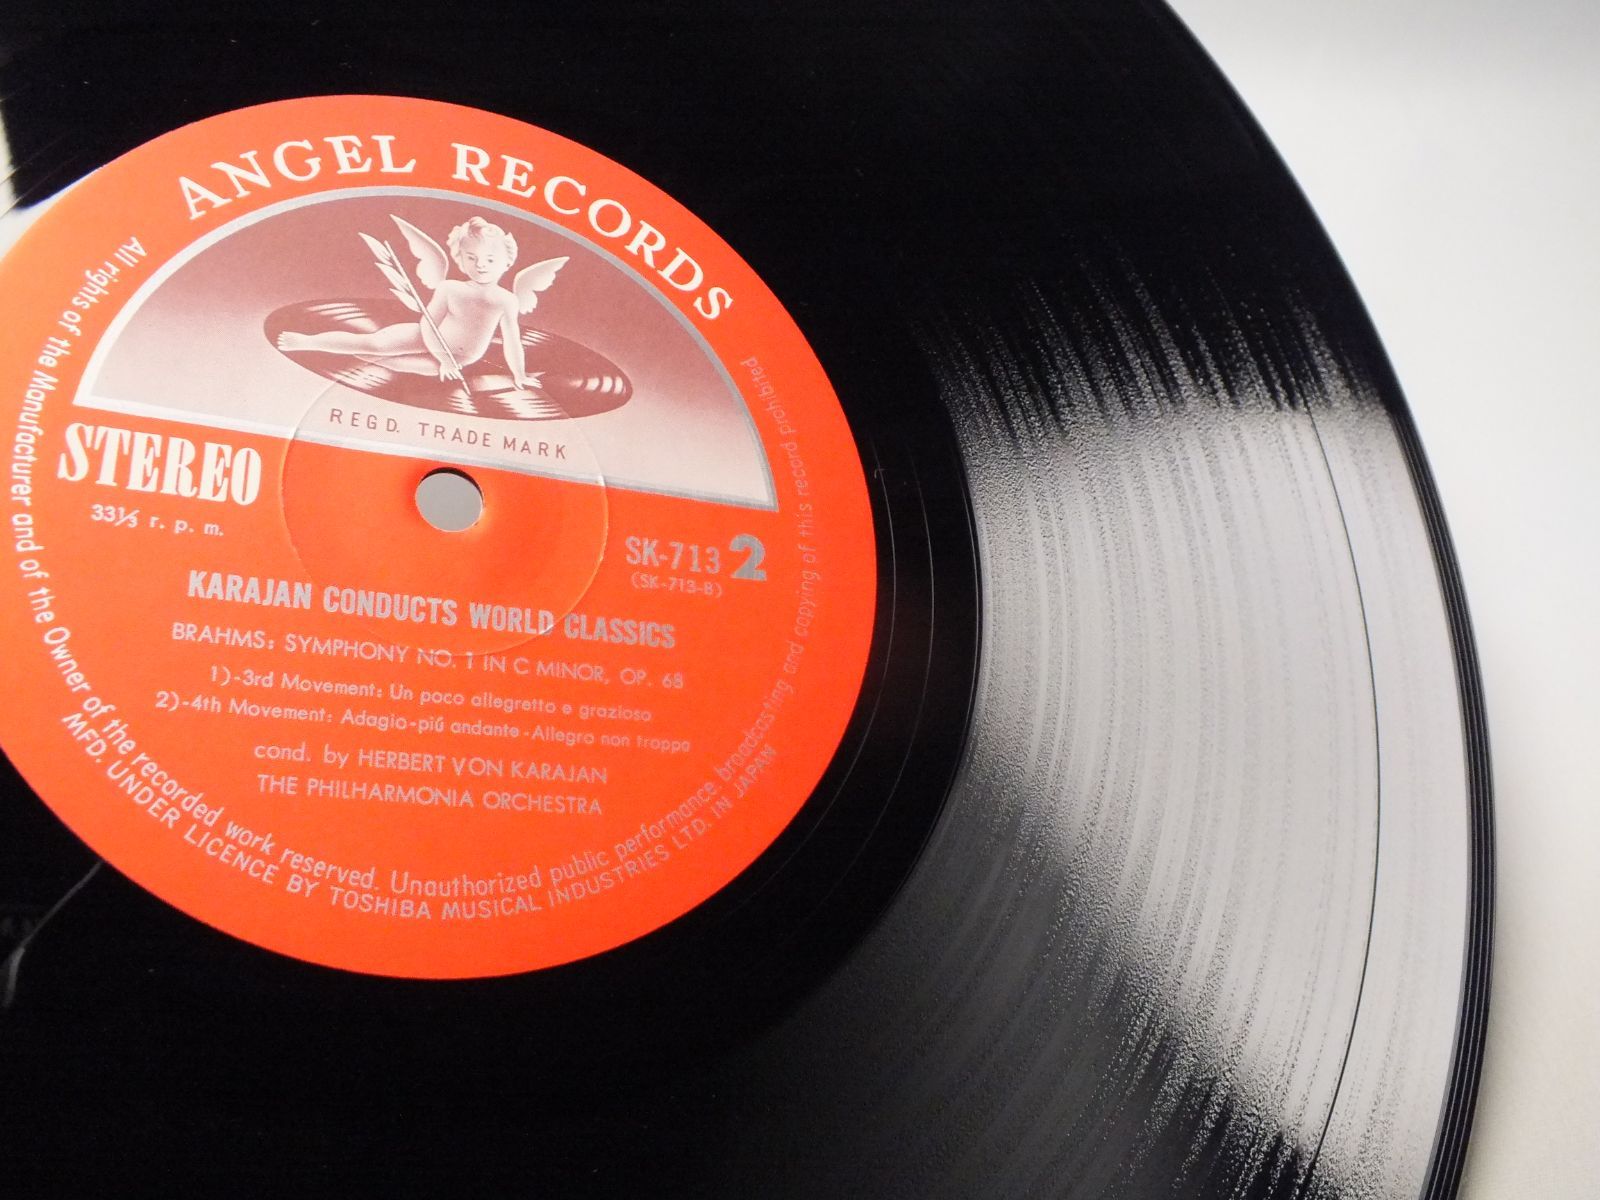 ANGEL RECORDS
REGD. TRADE MARK
STEREO
33⅓ r. p. m.
SK-713 2
(SK-713-B)
KARAJAN CONDUCTS WORLD CLASSICS
BRAHMS: SYMPHONY NO. 1 IN C MINOR, OP. 68
1)-3rd Movement: Un poco allegretto e grazioso
2)-4th Movement: Adagio-piú andante-Allegro non troppo
cond. by HERBERT VON KARAJAN
THE PHILHARMONIA ORCHESTRA
All rights of the Manufacturer and of the Owner of the recorded work reserved. Unauthorized public performance broadcasting and copying of this record prohibited
MFD. UNDER LICENCE BY TOSHIBA MUSICAL INDUSTRIES LTD. IN JAPAN